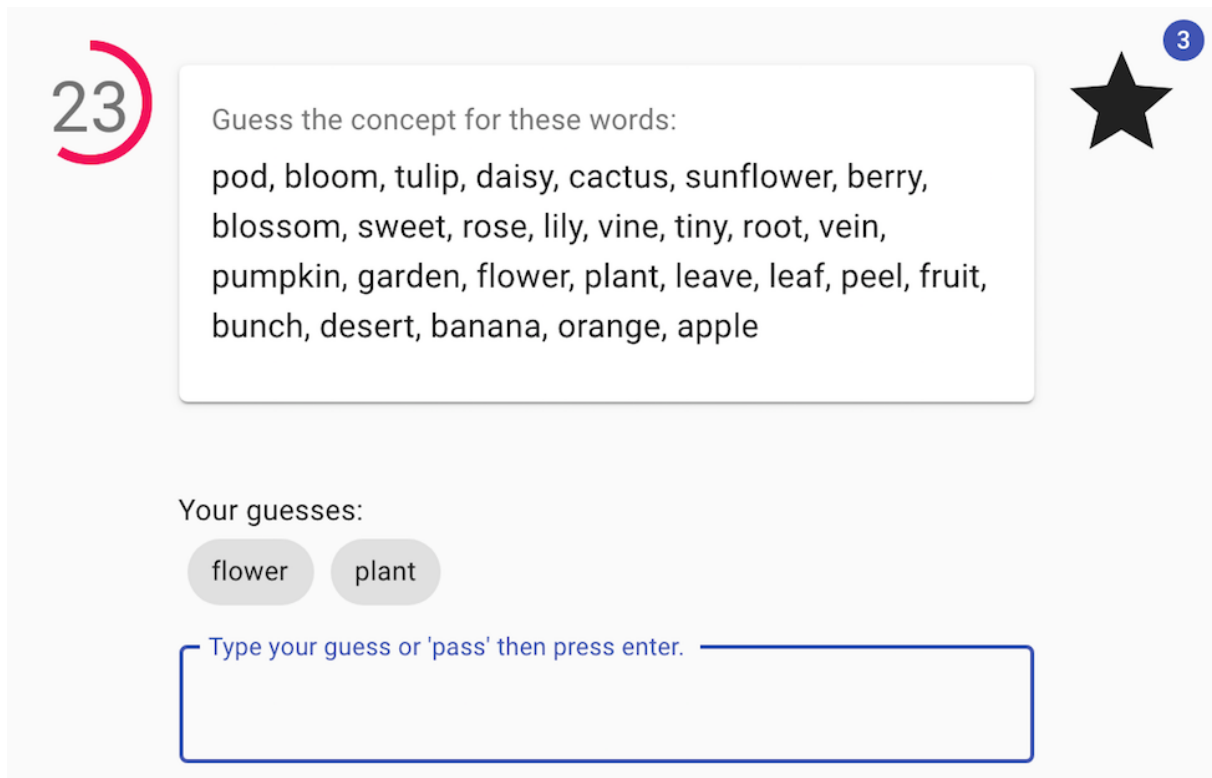 23
3
Guess the concept for these words:
pod, bloom, tulip, daisy, cactus, sunflower, berry,
blossom, sweet, rose, lily, vine, tiny, root, vein,
pumpkin, garden, flower, plant, leave, leaf, peel, fruit,
bunch, desert, banana, orange, apple
Your guesses:
flower plant
Type your guess or 'pass' then press enter.